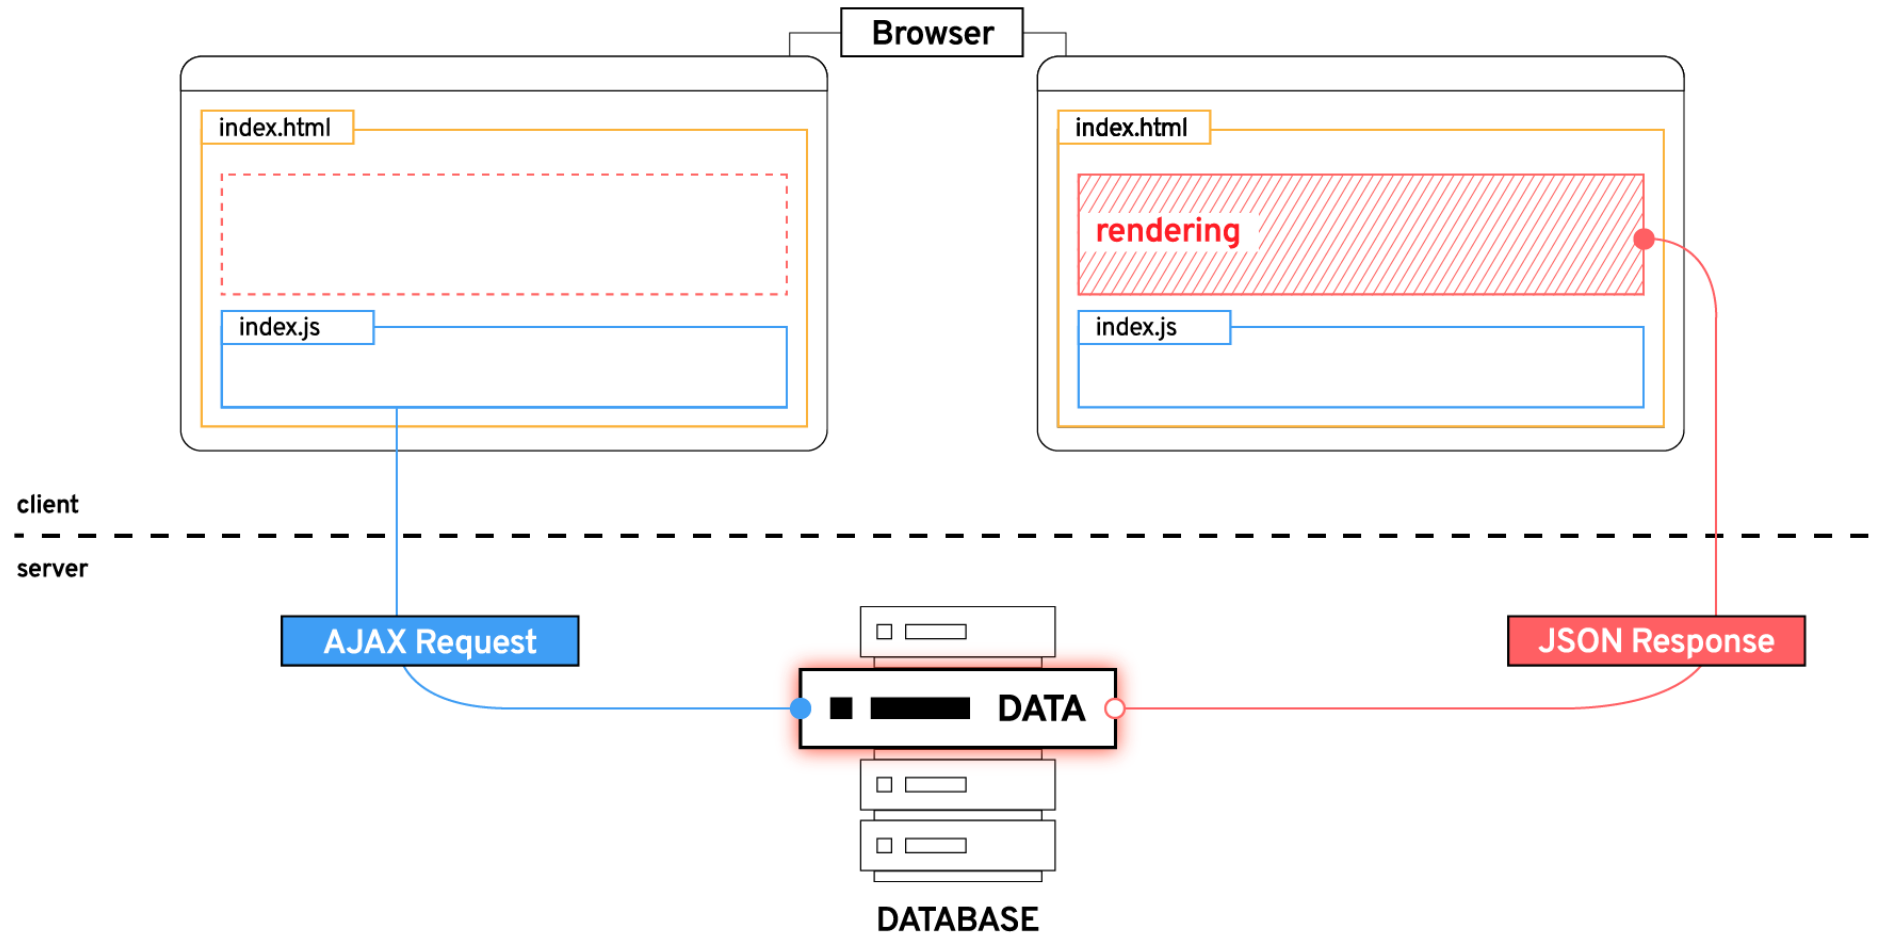 Browser
index.html
index.html
rendering
index.js
index.js
client
server
AJAX Request
JSON Response
DATA
DATABASE